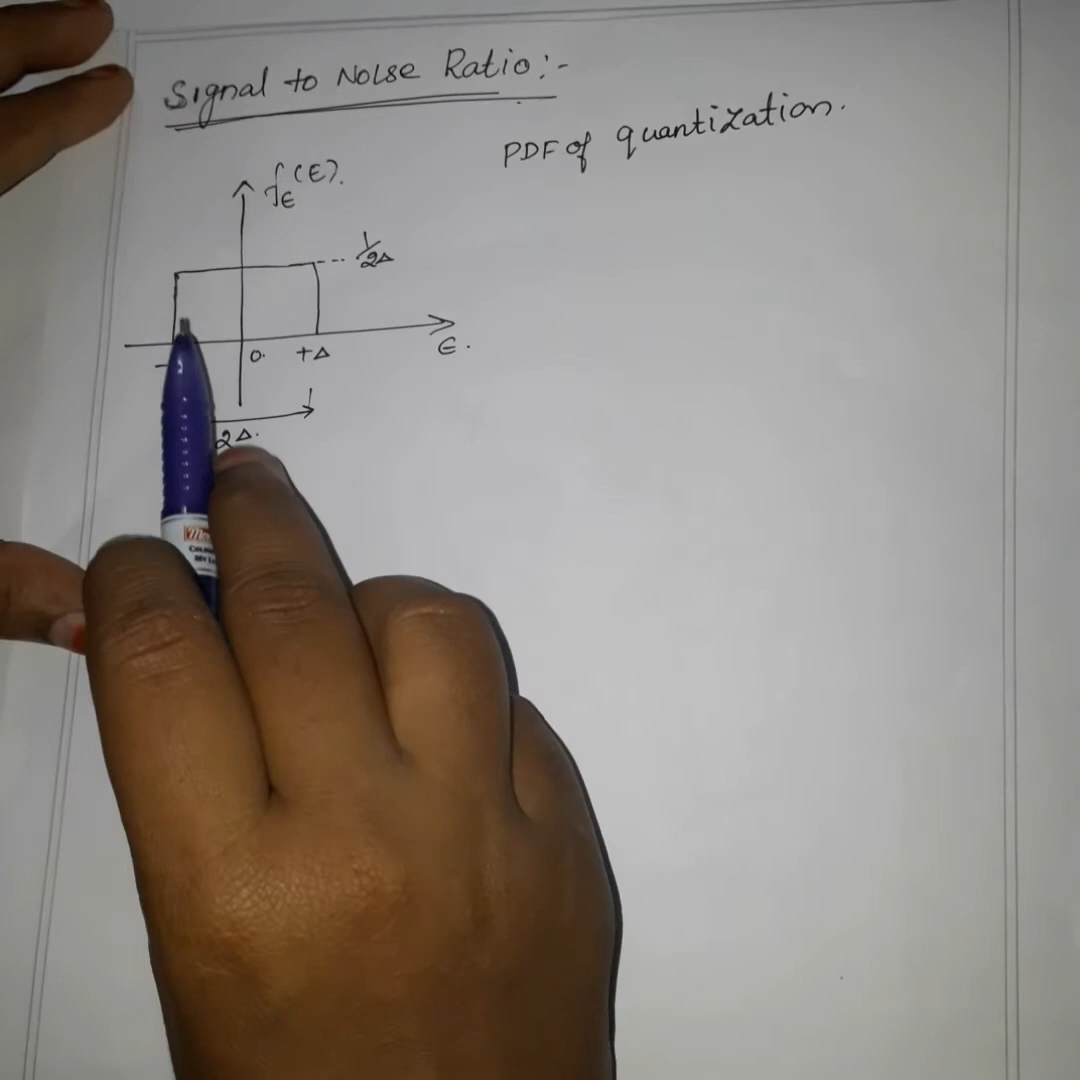 Signal to Noise Ratio:-
PDF of quantization.
fϵ(ϵ).
1/2Δ
0. +Δ
ϵ.
2Δ.